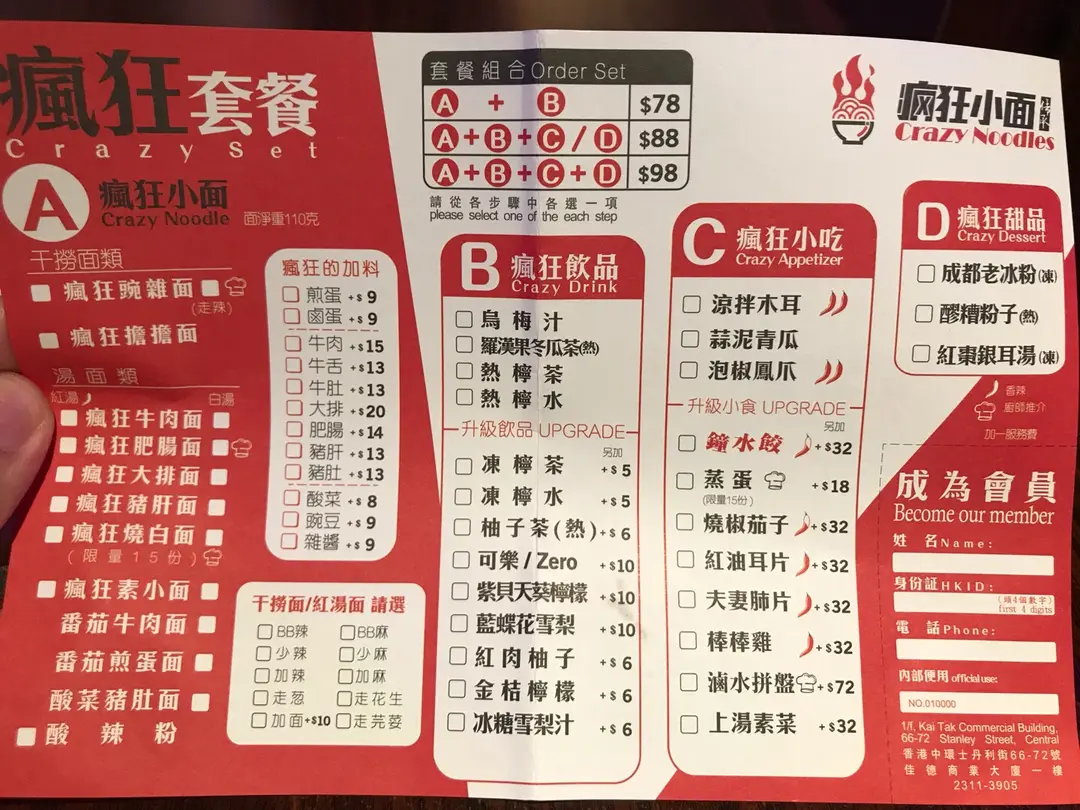 瘋狂套餐
Crazy Set
A 瘋狂小面
Crazy Noodle 面淨重110克
干撈面類
瘋狂豌雜面
(走辣)
瘋狂擔擔面
湯面類
紅湯 白湯
瘋狂牛肉面
瘋狂肥腸面
瘋狂大排面
瘋狂豬肝面
瘋狂燒白面
(限量15份)
瘋狂素小面
番茄牛肉面
番茄煎蛋面
酸菜豬肚面
酸辣粉
瘋狂的加料
煎蛋 +$9
鹵蛋 +$9
牛肉 +$15
牛舌 +$13
牛肚 +$13
大排 +$20
肥腸 +$14
豬肝 +$13
豬肚 +$13
酸菜 +$8
豌豆 +$9
雜醬 +$9
干撈面/紅湯面 請選
BB辣 BB麻
少辣 少麻
加辣 加麻
走葱 走花生
加面+$10 走芫荽
套餐組合Order Set
A + B $78
A+B+C/D $88
A+B+C+D $98
請從各步驟中各選一項
please select one of the each step
B 瘋狂飲品
Crazy Drink
烏梅汁
羅漢果冬瓜茶(熱)
熱檸茶
熱檸水
升級飲品 UPGRADE
另加
凍檸茶 +$5
凍檸水 +$5
柚子茶(熱) +$6
可樂/Zero +$10
紫貝天葵檸檬 +$10
藍蝶花雪梨 +$10
紅肉柚子 +$6
金桔檸檬 +$6
冰糖雪梨汁 +$6
C 瘋狂小吃
Crazy Appetizer
涼拌木耳
蒜泥青瓜
泡椒鳳爪
升級小食 UPGRADE
另加
鐘水餃 +$32
蒸蛋 +$18
(限量15份)
燒椒茄子 +$32
紅油耳片 +$32
夫妻肺片 +$32
棒棒雞 +$32
滷水拼盤 +$72
上湯素菜 +$32
瘋狂小面
Crazy Noodles
D 瘋狂甜品
Crazy Dessert
成都老冰粉(凍)
醪糟粉子(熱)
紅棗銀耳湯(凍)
香辣
廚師推介
加一服務費
成為會員
Become our member
姓 名Name:
身份証HKID:
(頭4個數字)
first 4 digits
電 話Phone:
內部使用 official use:
NO.010000
1/f, Kai Tak Commercial Building,
66-72 Stanley Street, Central
香港中環士丹利街66-72號
佳德商業大廈一樓
2311-3905